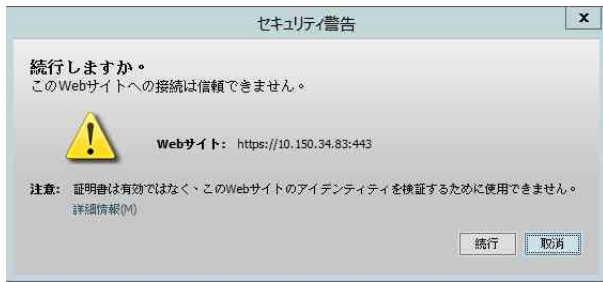 セキュリティ警告
x
続行しますか。
このWebサイトへの接続は信頼できません。
Webサイト: https://10.150.34.83:443
注意: 証明書は有効ではなく、このWebサイトのアイデンティティを検証するために使用できません。
詳細情報(M)
続行 取消